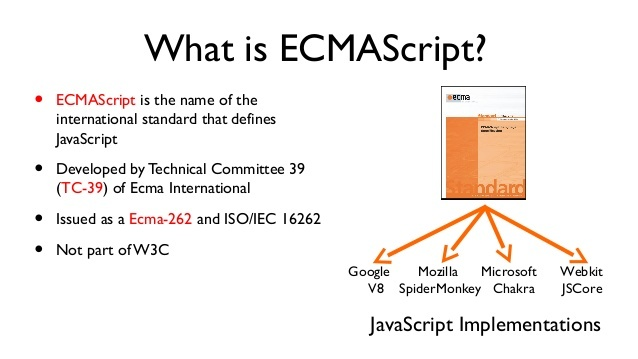 What is ECMAScript?
• ECMAScript is the name of the
international standard that defines
JavaScript
• Developed by Technical Committee 39
(TC-39) of Ecma International
• Issued as a Ecma-262 and ISO/IEC 16262
• Not part of W3C
ecma
Standard
Standard
Google Mozilla Microsoft Webkit
V8 SpiderMonkey Chakra JSCore
JavaScript Implementations